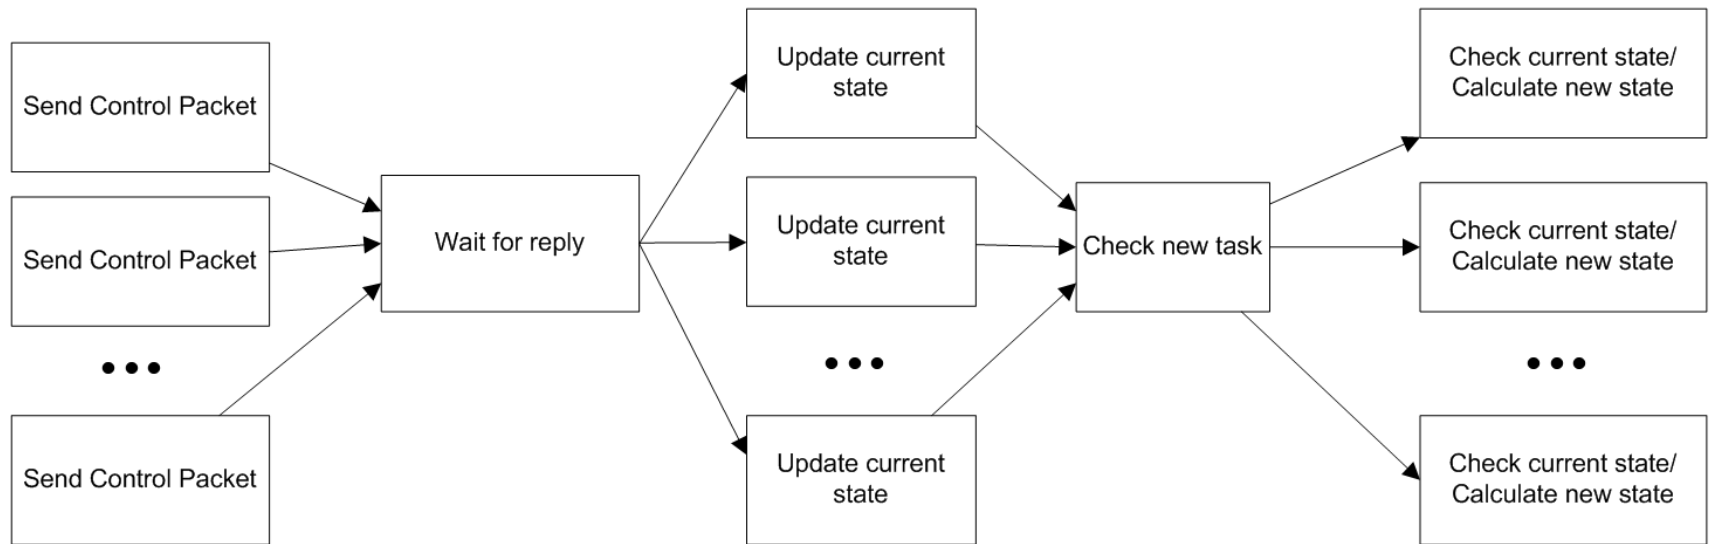 Send Control Packet
Send Control Packet
Send Control Packet
Wait for reply
Update current
state
Update current
state
Update current
state
Check new task
Check current state/
Calculate new state
Check current state/
Calculate new state
Check current state/
Calculate new state